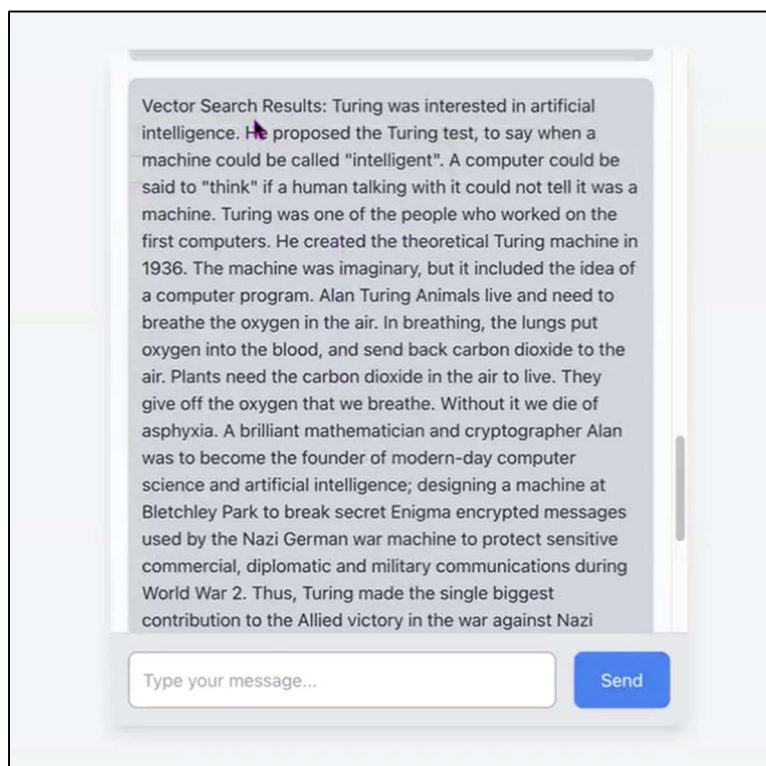 Vector Search Results: Turing was interested in artificial
intelligence. He proposed the Turing test, to say when a
machine could be called "intelligent". A computer could be
said to "think" if a human talking with it could not tell it was a
machine. Turing was one of the people who worked on the
first computers. He created the theoretical Turing machine in
1936. The machine was imaginary, but it included the idea of
a computer program. Alan Turing Animals live and need to
breathe the oxygen in the air. In breathing, the lungs put
oxygen into the blood, and send back carbon dioxide to the
air. Plants need the carbon dioxide in the air to live. They
give off the oxygen that we breathe. Without it we die of
asphyxia. A brilliant mathematician and cryptographer Alan
was to become the founder of modern-day computer
science and artificial intelligence; designing a machine at
Bletchley Park to break secret Enigma encrypted messages
used by the Nazi German war machine to protect sensitive
commercial, diplomatic and military communications during
World War 2. Thus, Turing made the single biggest
contribution to the Allied victory in the war against Nazi
Type your message...
Send